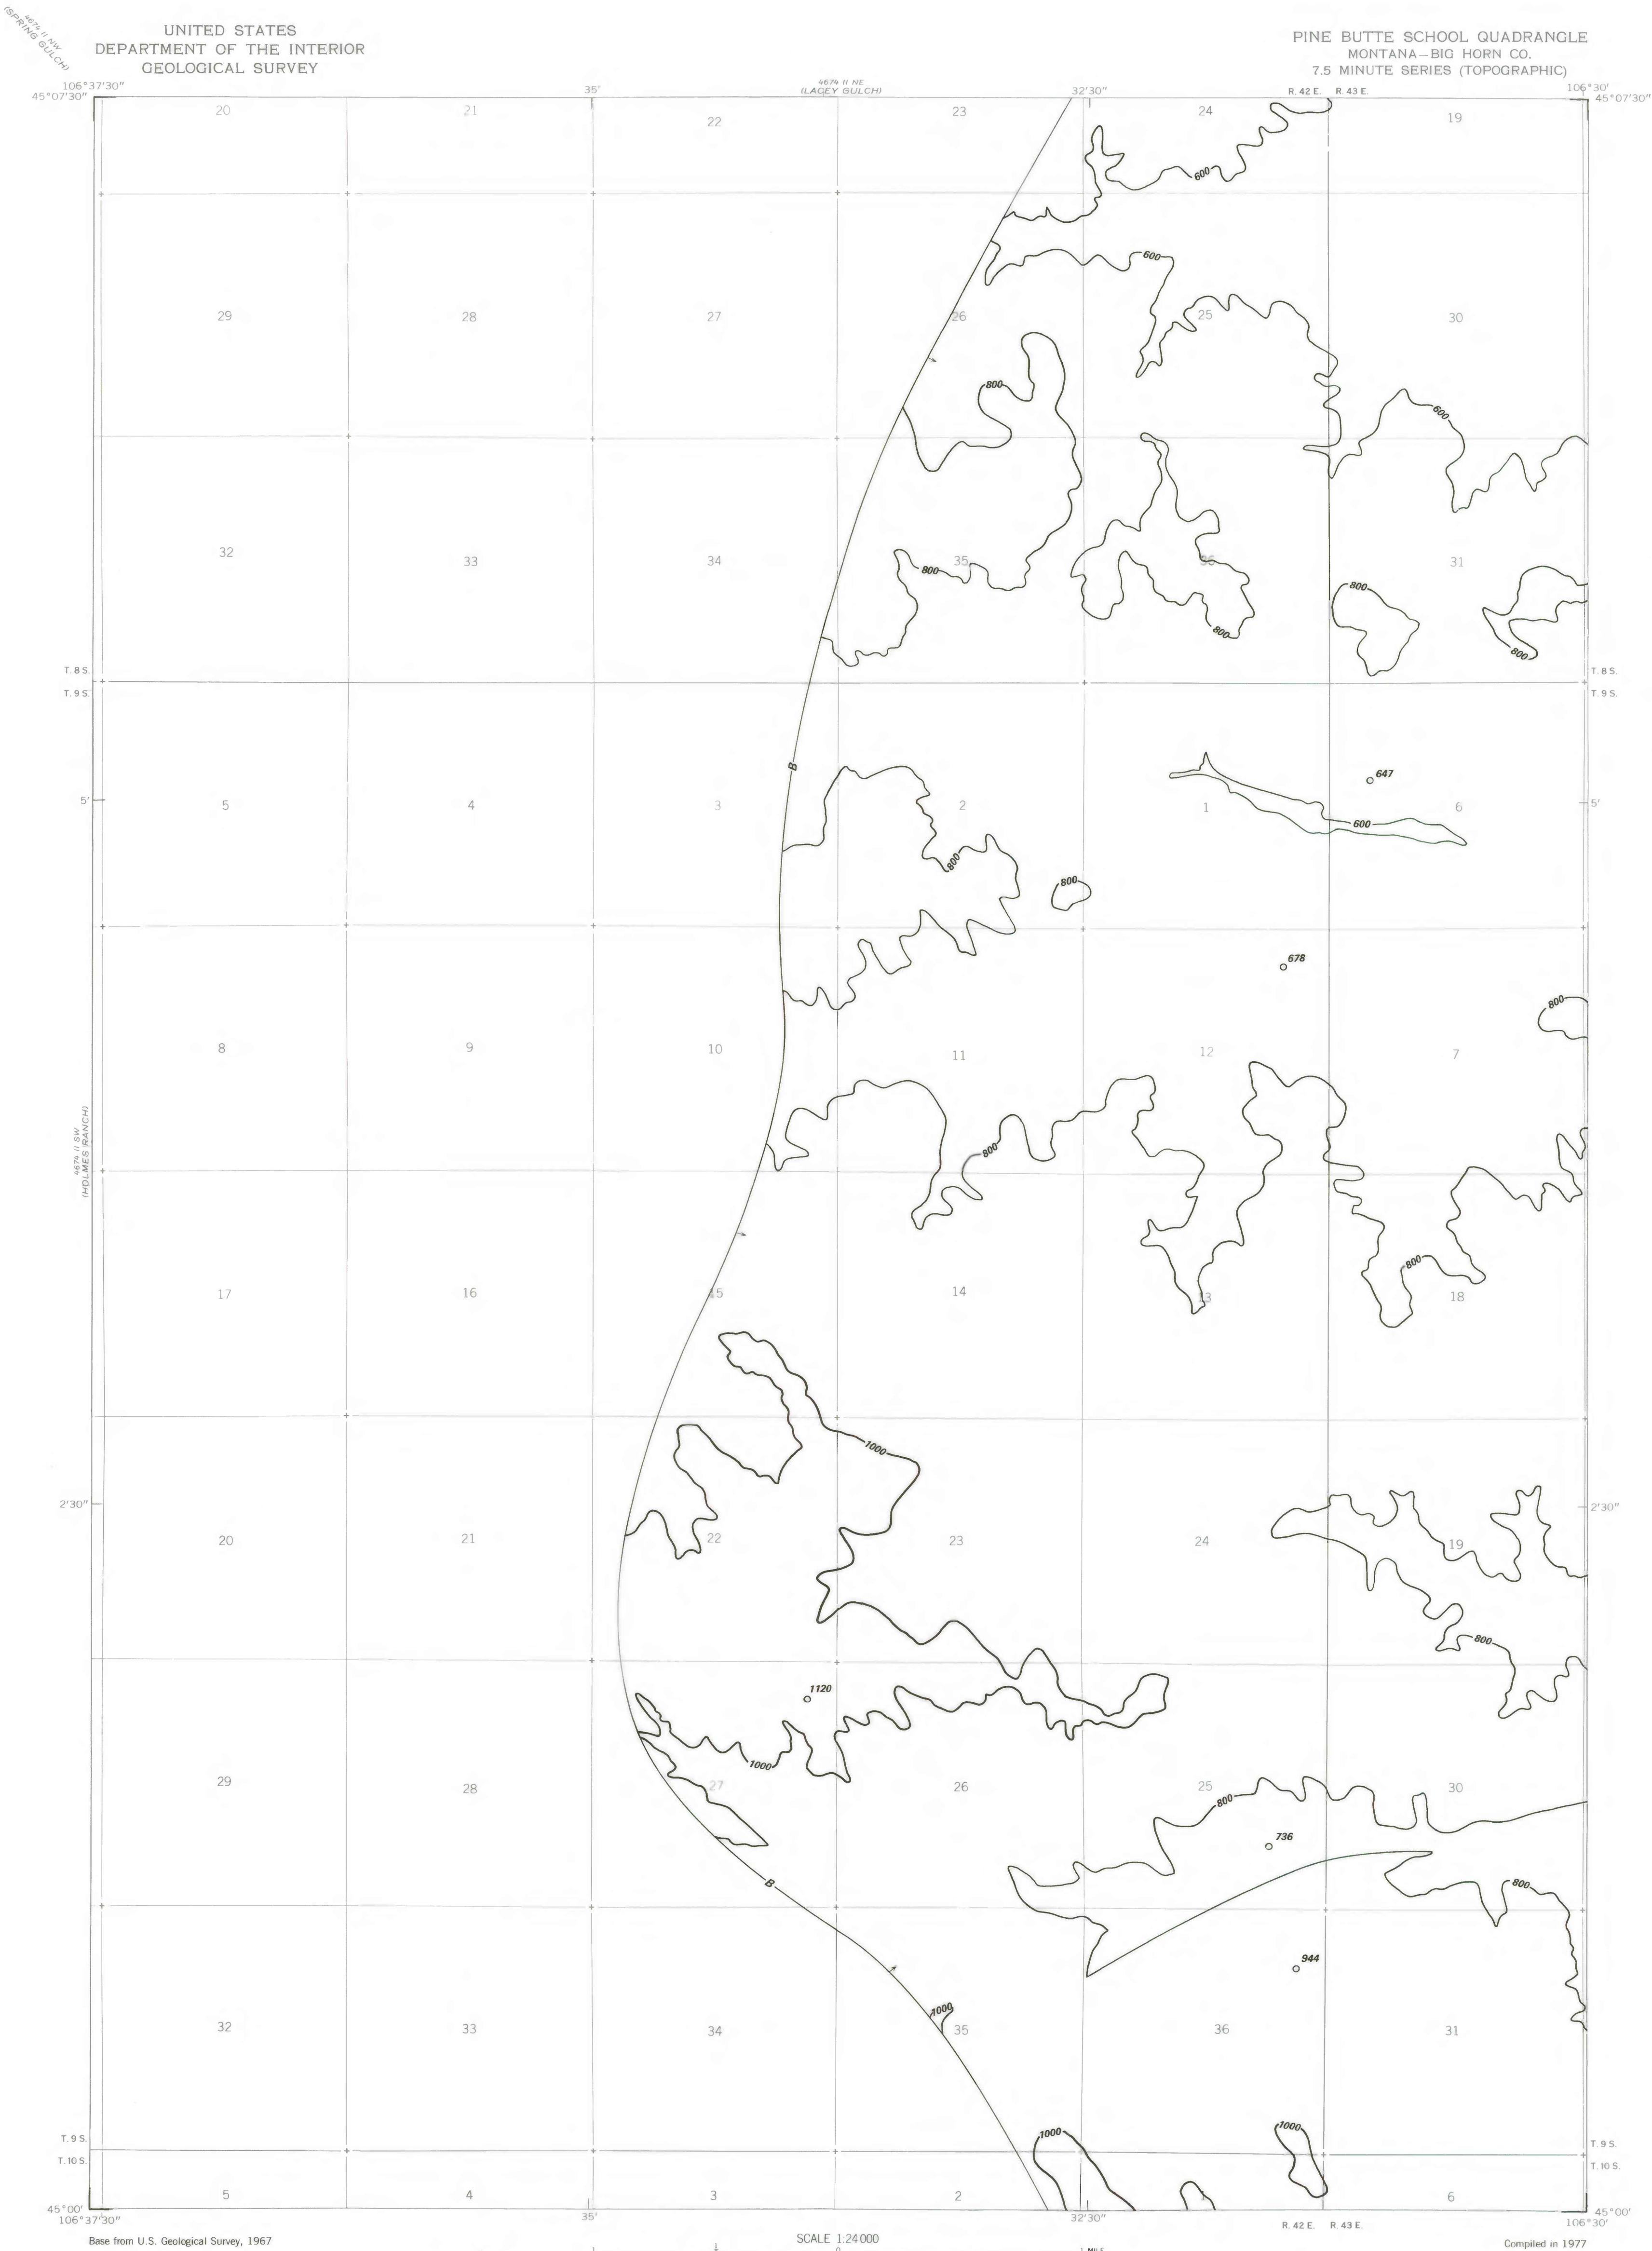 4674 II NW
(SPRING GULCH)
UNITED STATES
DEPARTMENT OF THE INTERIOR
GEOLOGICAL SURVEY
PINE BUTTE SCHOOL QUADRANGLE
MONTANA—BIG HORN CO.
7.5 MINUTE SERIES (TOPOGRAPHIC)
106°37'30" 35' 4674 II NE 32'30" R. 42 E. R. 43 E. 106°30'
(LACEY GULCH)
45°07'30" 45°07'30"
20 21 22 23 24 19
600
600
29 28 27 26 25 30
800 600
32 33 34 35 36 31
800 800
800 800
T. 8 S. T. 8 S.
T. 9 S. T. 9 S.
B 647
5' 5 4 3 2 1 6 5'
600
800
800
678
800
8 9 10 11 12 7
4674 II SW
(HOLMES RANCH)
800
800
17 16 15 14 13 18
1000
2'30" 2'30"
20 21 22 23 24 19
800
1120
1000
29 28 27 26 25 30
800
736
B 800
944
1000
32 33 34 35 36 31
1000 1000
T. 9 S. T. 9 S.
T. 10 S. T. 10 S.
5 4 3 2 1 6
45°00' 45°00'
106°37'30" 35' 32'30" R. 42 E. R. 43 E. 106°30'
Base from U.S. Geological Survey, 1967
SCALE 1:24 000
Compiled in 1977
1 MILE